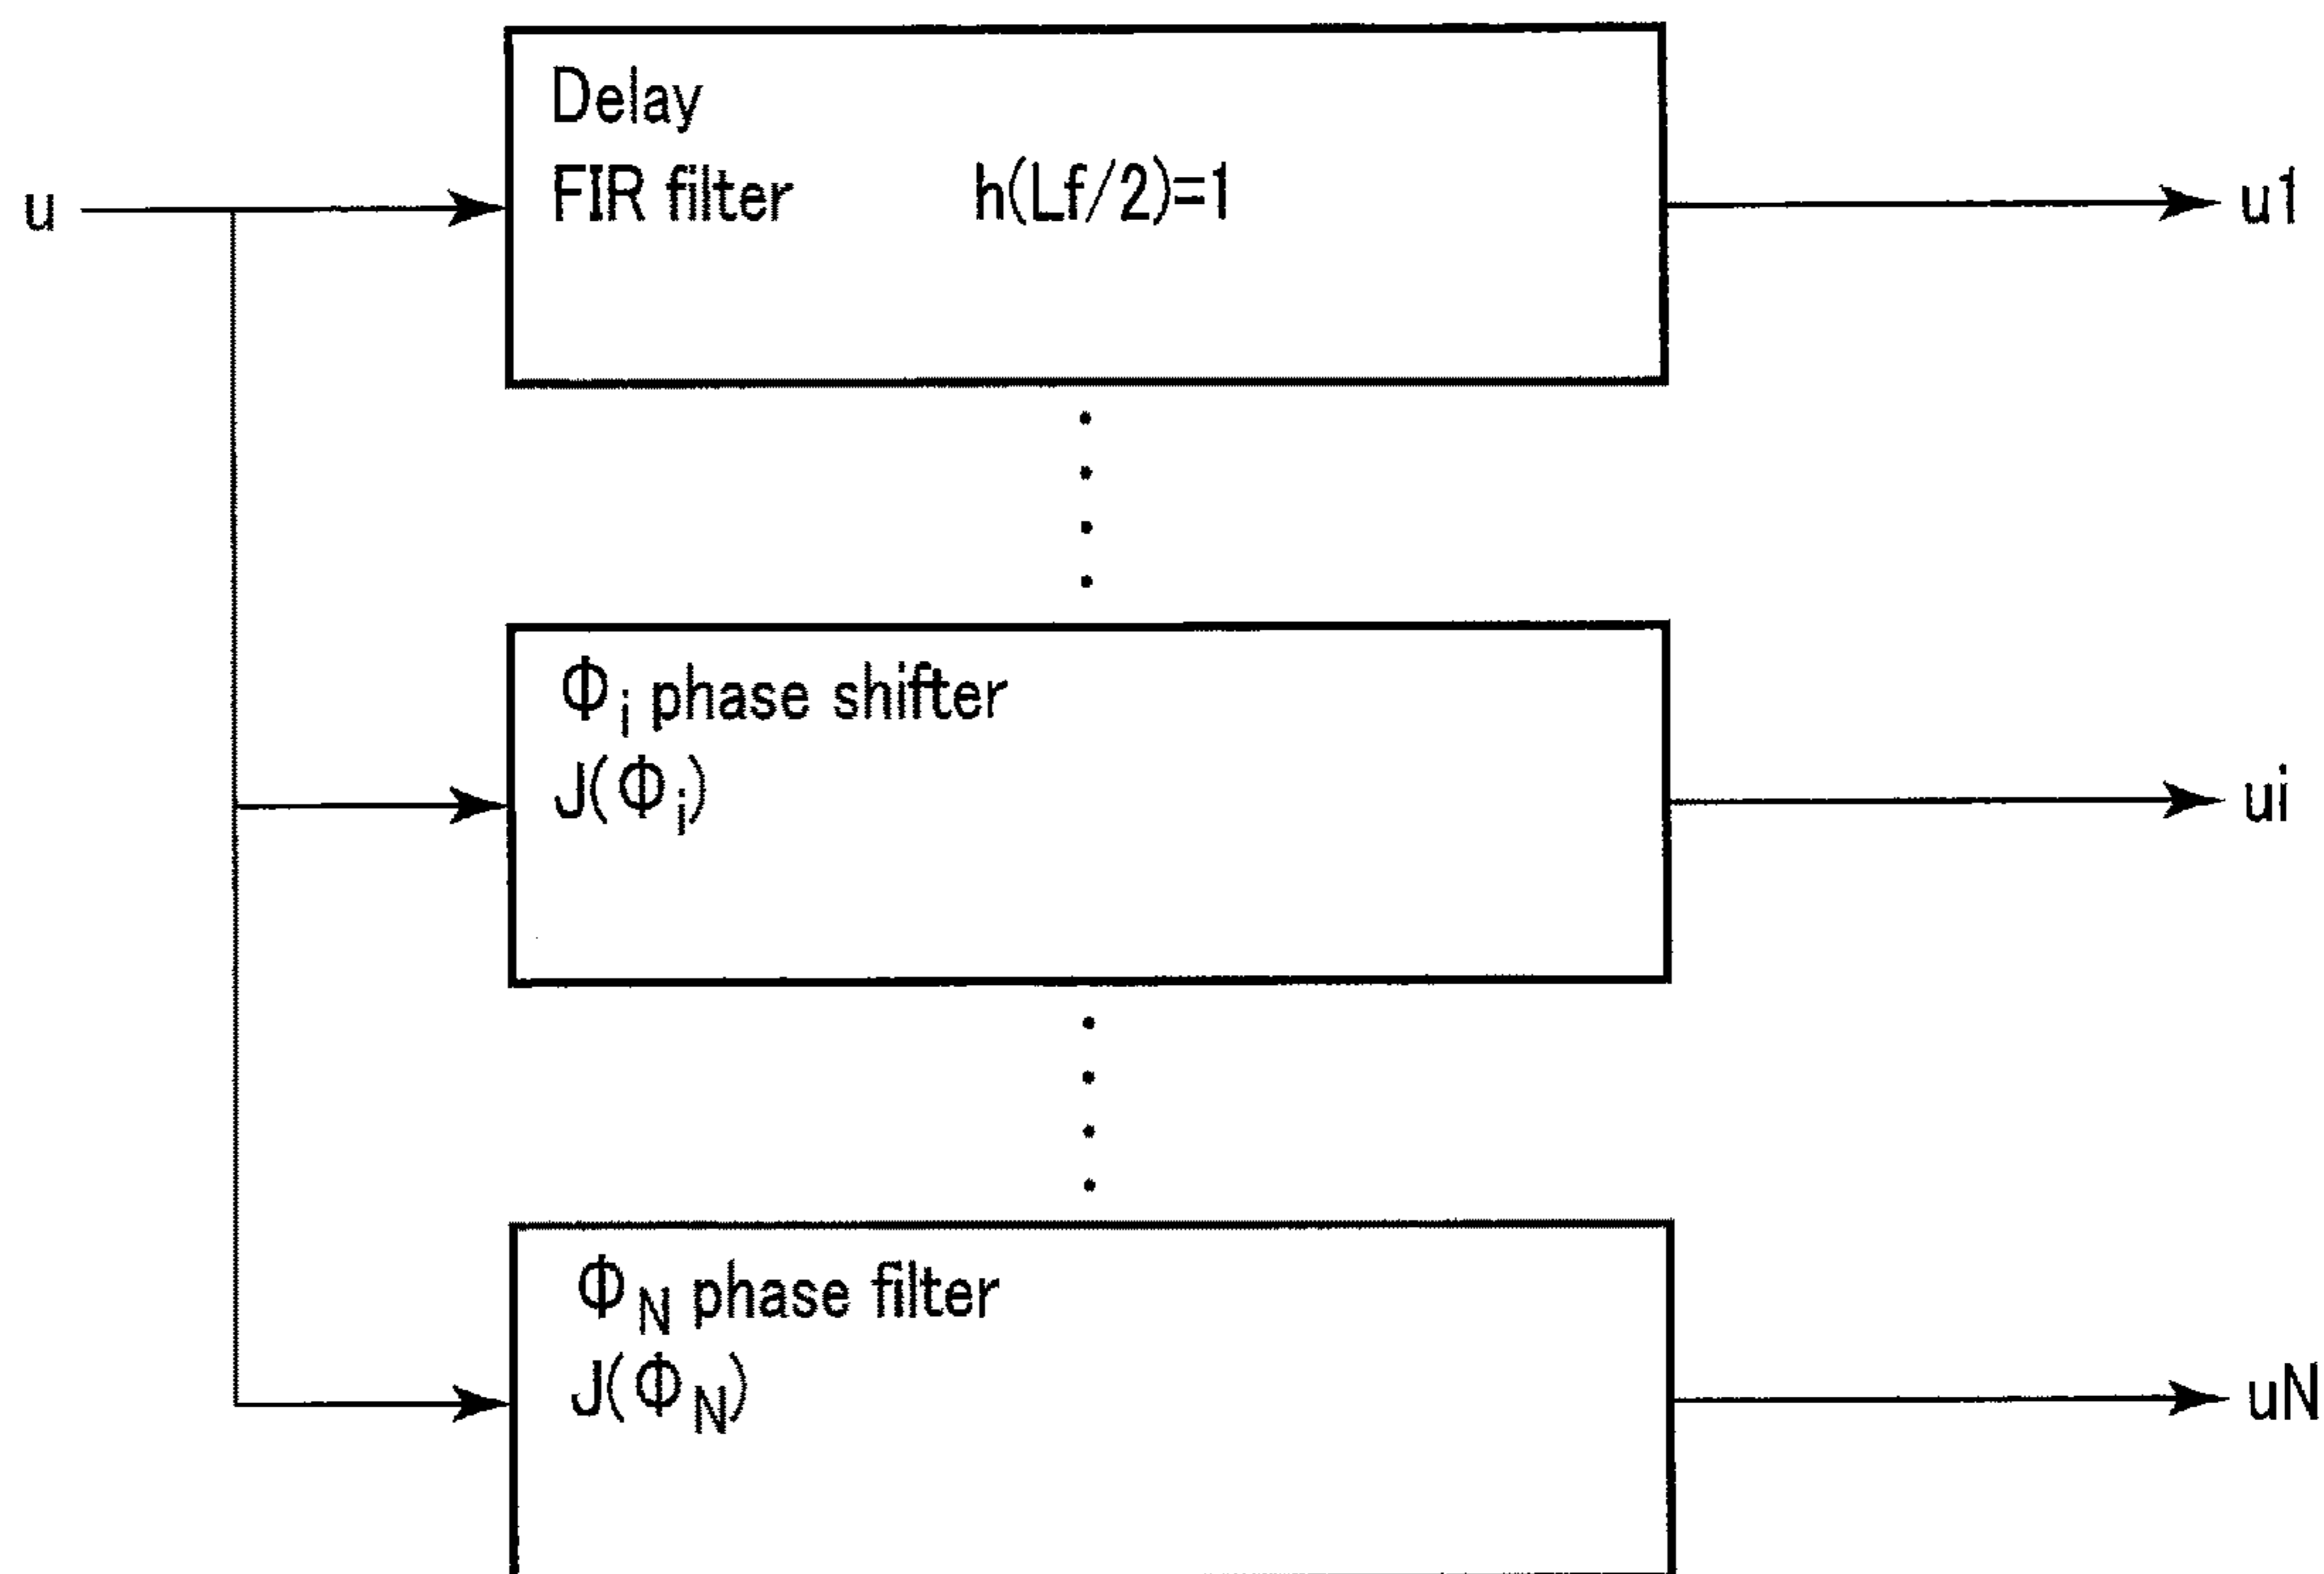 Delay
u FIR filter h(Lf/2)=1 u1
Φi phase shifter
J(Φi) ui
ΦN phase filter
J(ΦN) uN